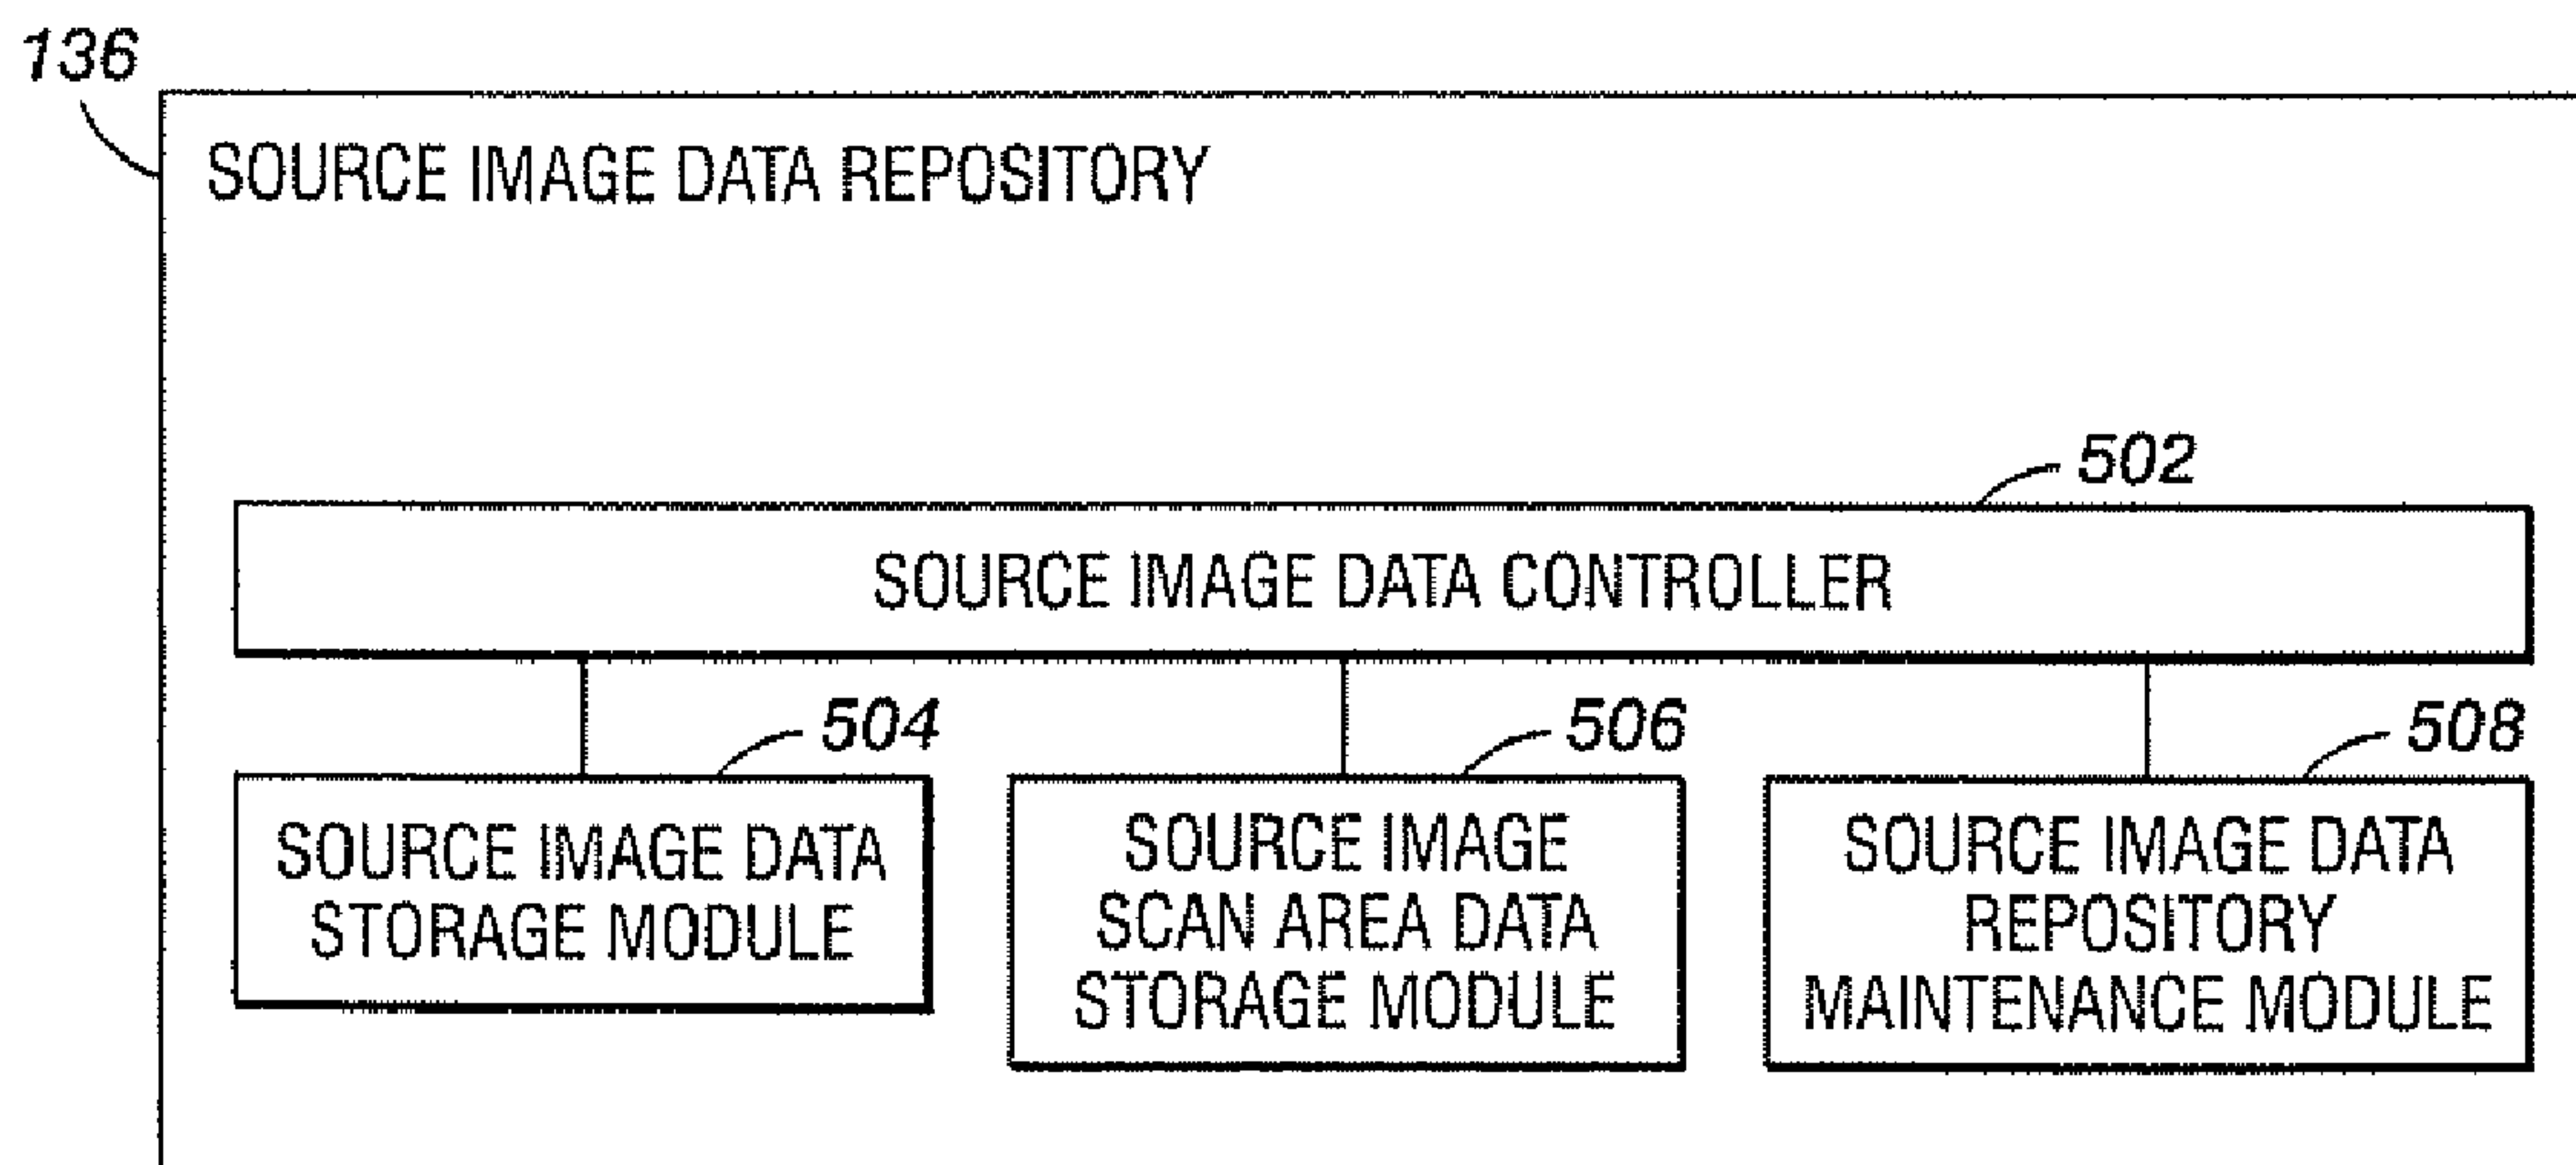 136
SOURCE IMAGE DATA REPOSITORY
502
SOURCE IMAGE DATA CONTROLLER
504
SOURCE IMAGE DATA
STORAGE MODULE
506
SOURCE IMAGE
SCAN AREA DATA
STORAGE MODULE
508
SOURCE IMAGE DATA
REPOSITORY
MAINTENANCE MODULE